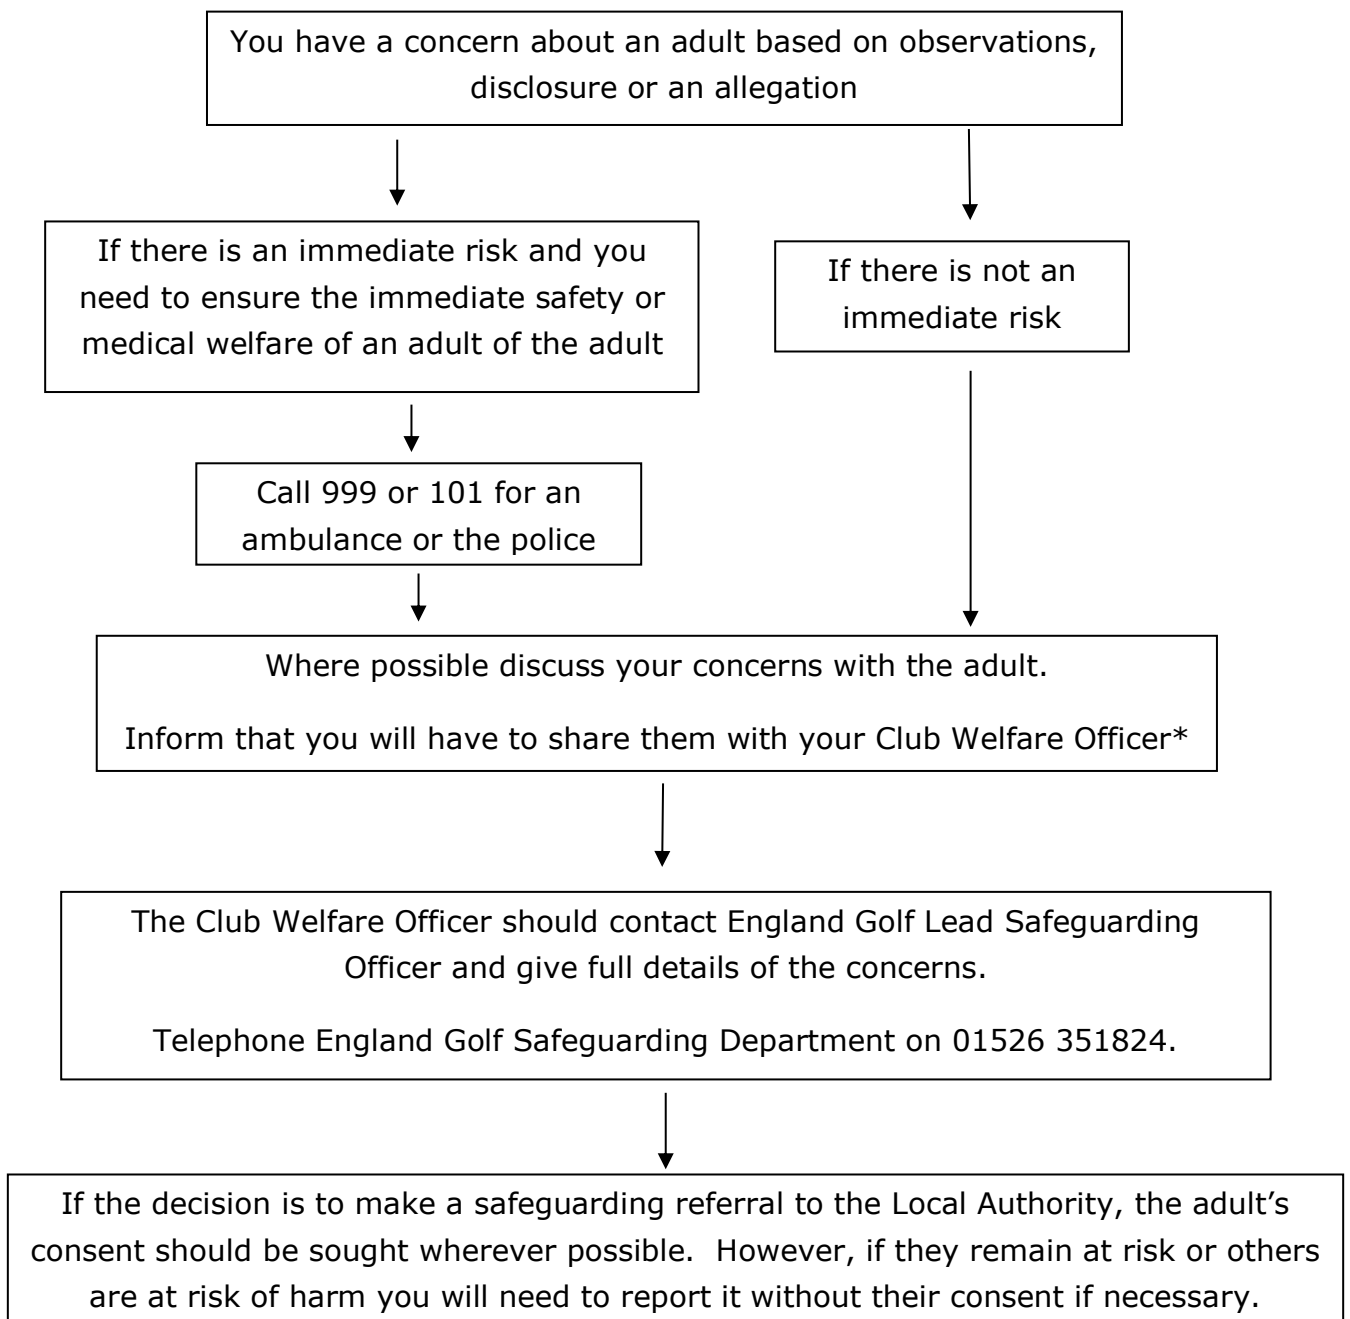 You have a concern about an adult based on observations,
disclosure or an allegation
If there is an immediate risk and you
need to ensure the immediate safety or
medical welfare of an adult of the adult
If there is not an
immediate risk
Call 999 or 101 for an
ambulance or the police
Where possible discuss your concerns with the adult.
Inform that you will have to share them with your Club Welfare Officer*
The Club Welfare Officer should contact England Golf Lead Safeguarding
Officer and give full details of the concerns.
Telephone England Golf Safeguarding Department on 01526 351824.
If the decision is to make a safeguarding referral to the Local Authority, the adult’s
consent should be sought wherever possible.  However, if they remain at risk or others
are at risk of harm you will need to report it without their consent if necessary.